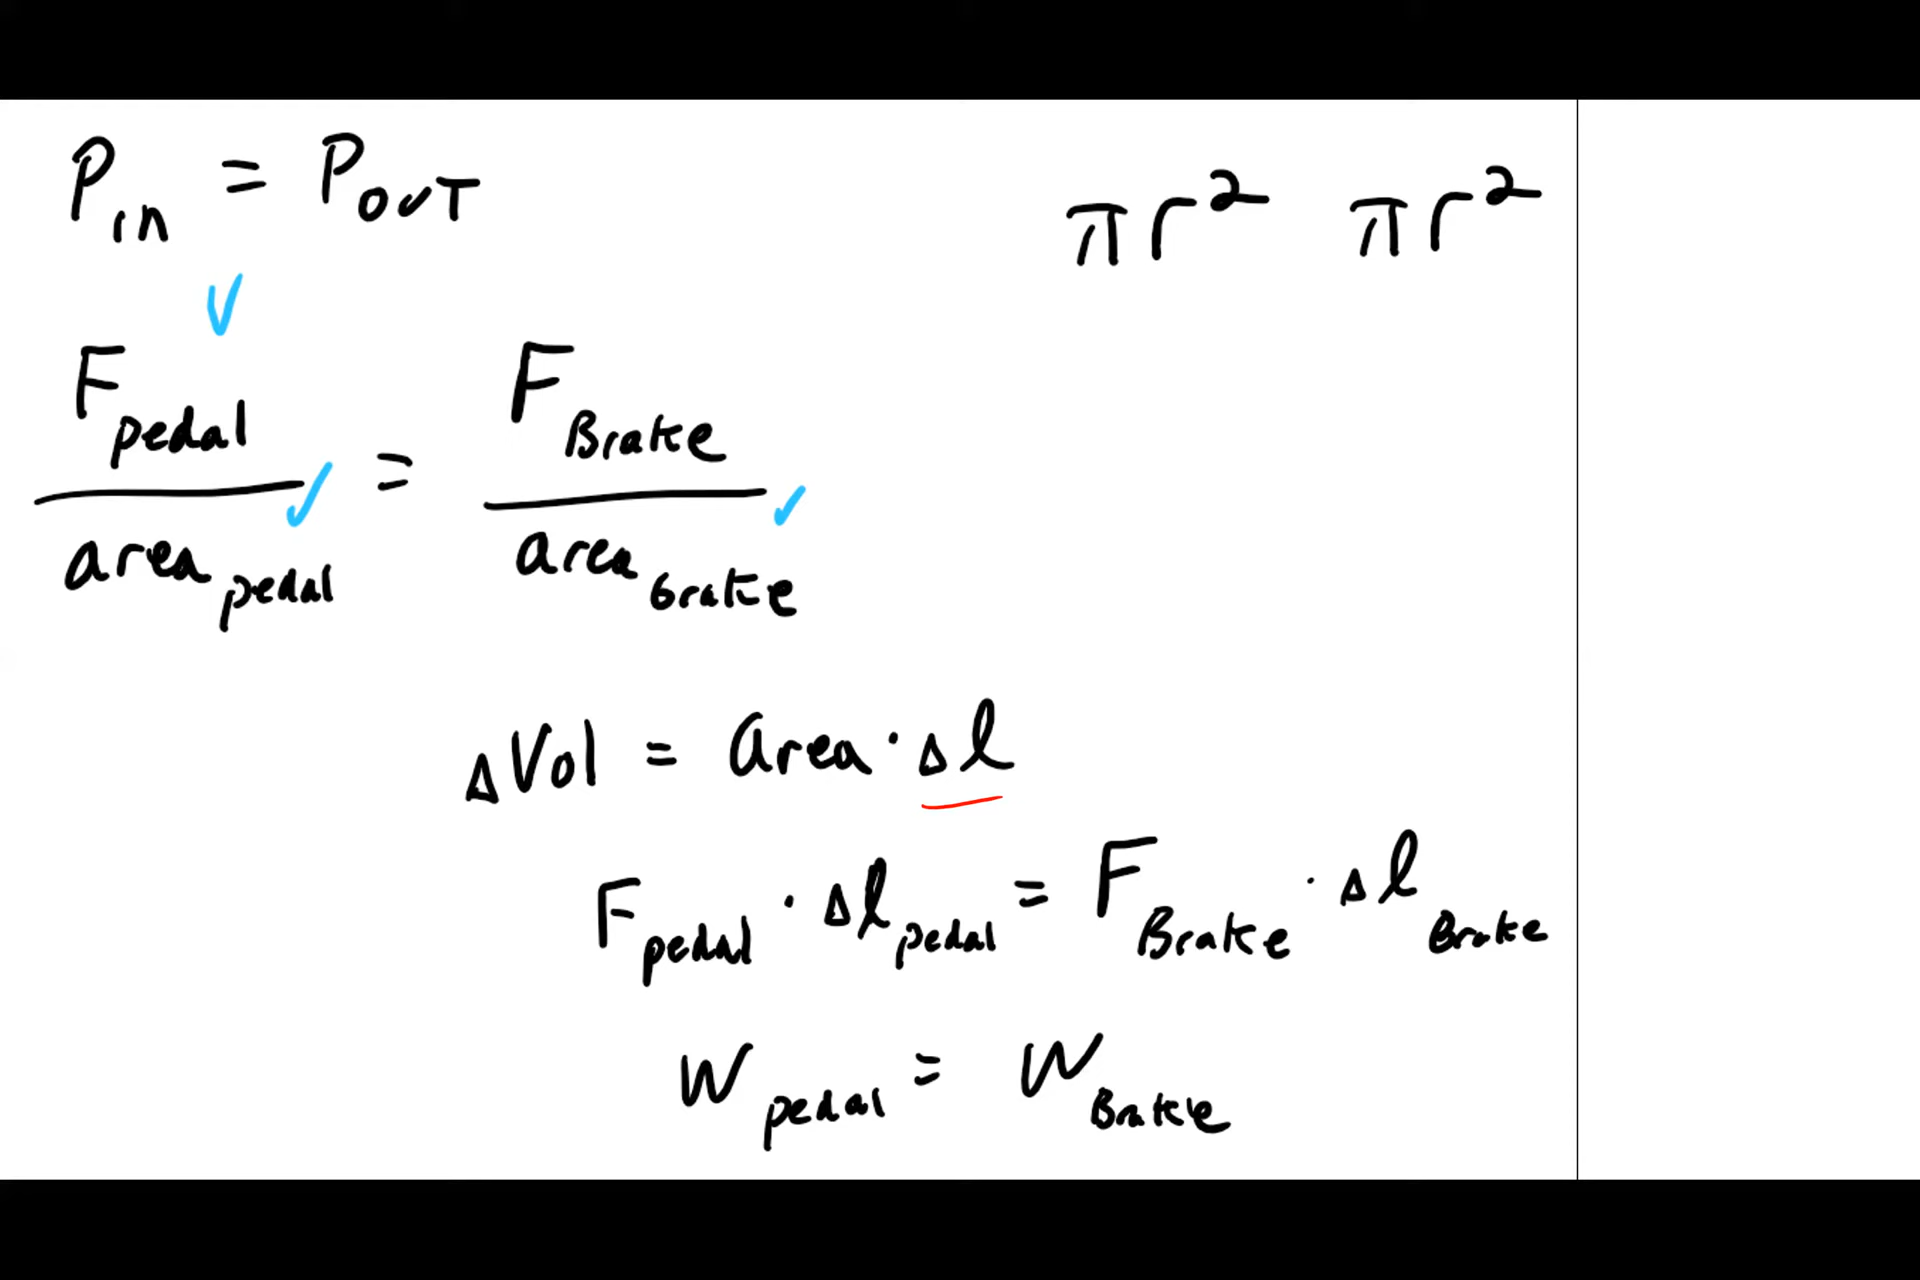 P_in = P_OUT
πr² πr²
F_pedal / area_pedal = F_Brake / area_brake
ΔVol = area · Δl
F_pedal · Δl_pedal = F_Brake · Δl_Brake
W_pedal = W_Brake